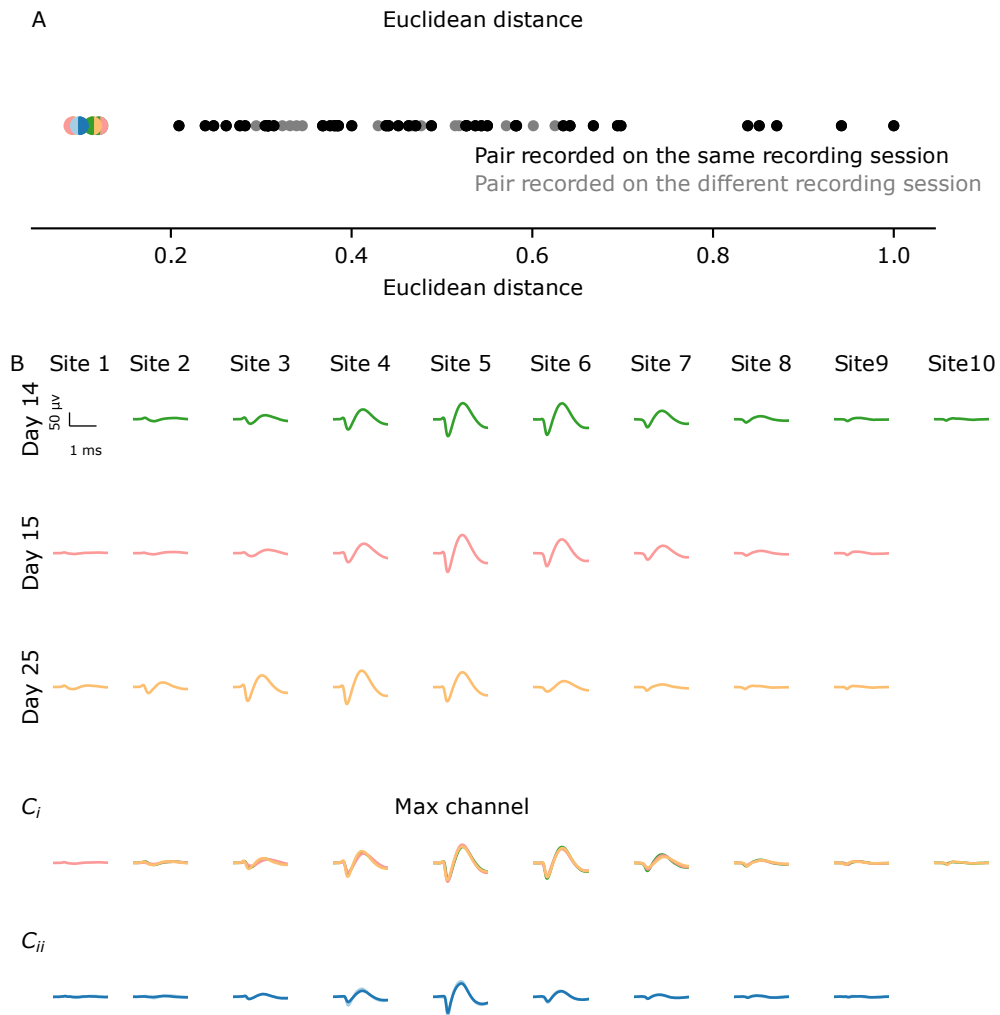 A
Euclidean distance
Pair recorded on the same recording session
Pair recorded on the different recording session
0.2 0.4 0.6 0.8 1.0
Euclidean distance
B Site 1 Site 2 Site 3 Site 4 Site 5 Site 6 Site 7 Site 8 Site9 Site10
Day 14
50 μv
1 ms
Day 15
Day 25
Ci
Max channel
Cii